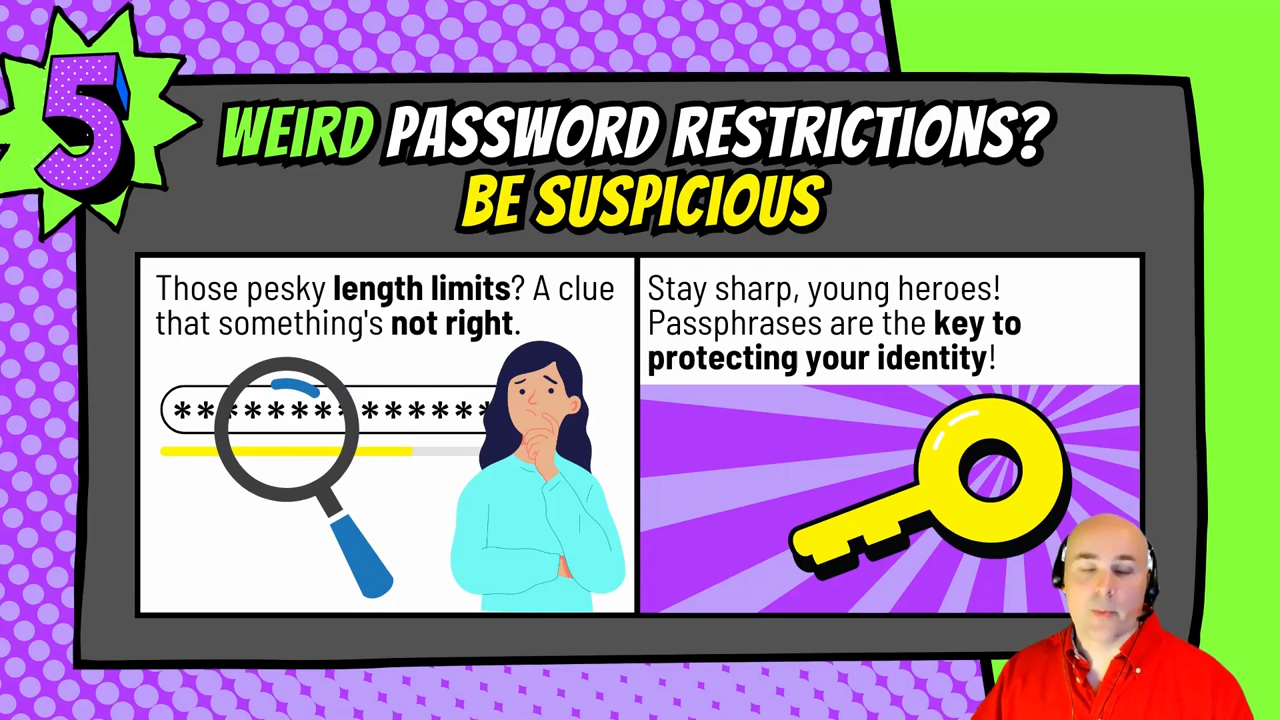 5
WEIRD PASSWORD RESTRICTIONS?
BE SUSPICIOUS
Those pesky length limits? A clue
that something's not right.
**************
Stay sharp, young heroes!
Passphrases are the key to
protecting your identity!